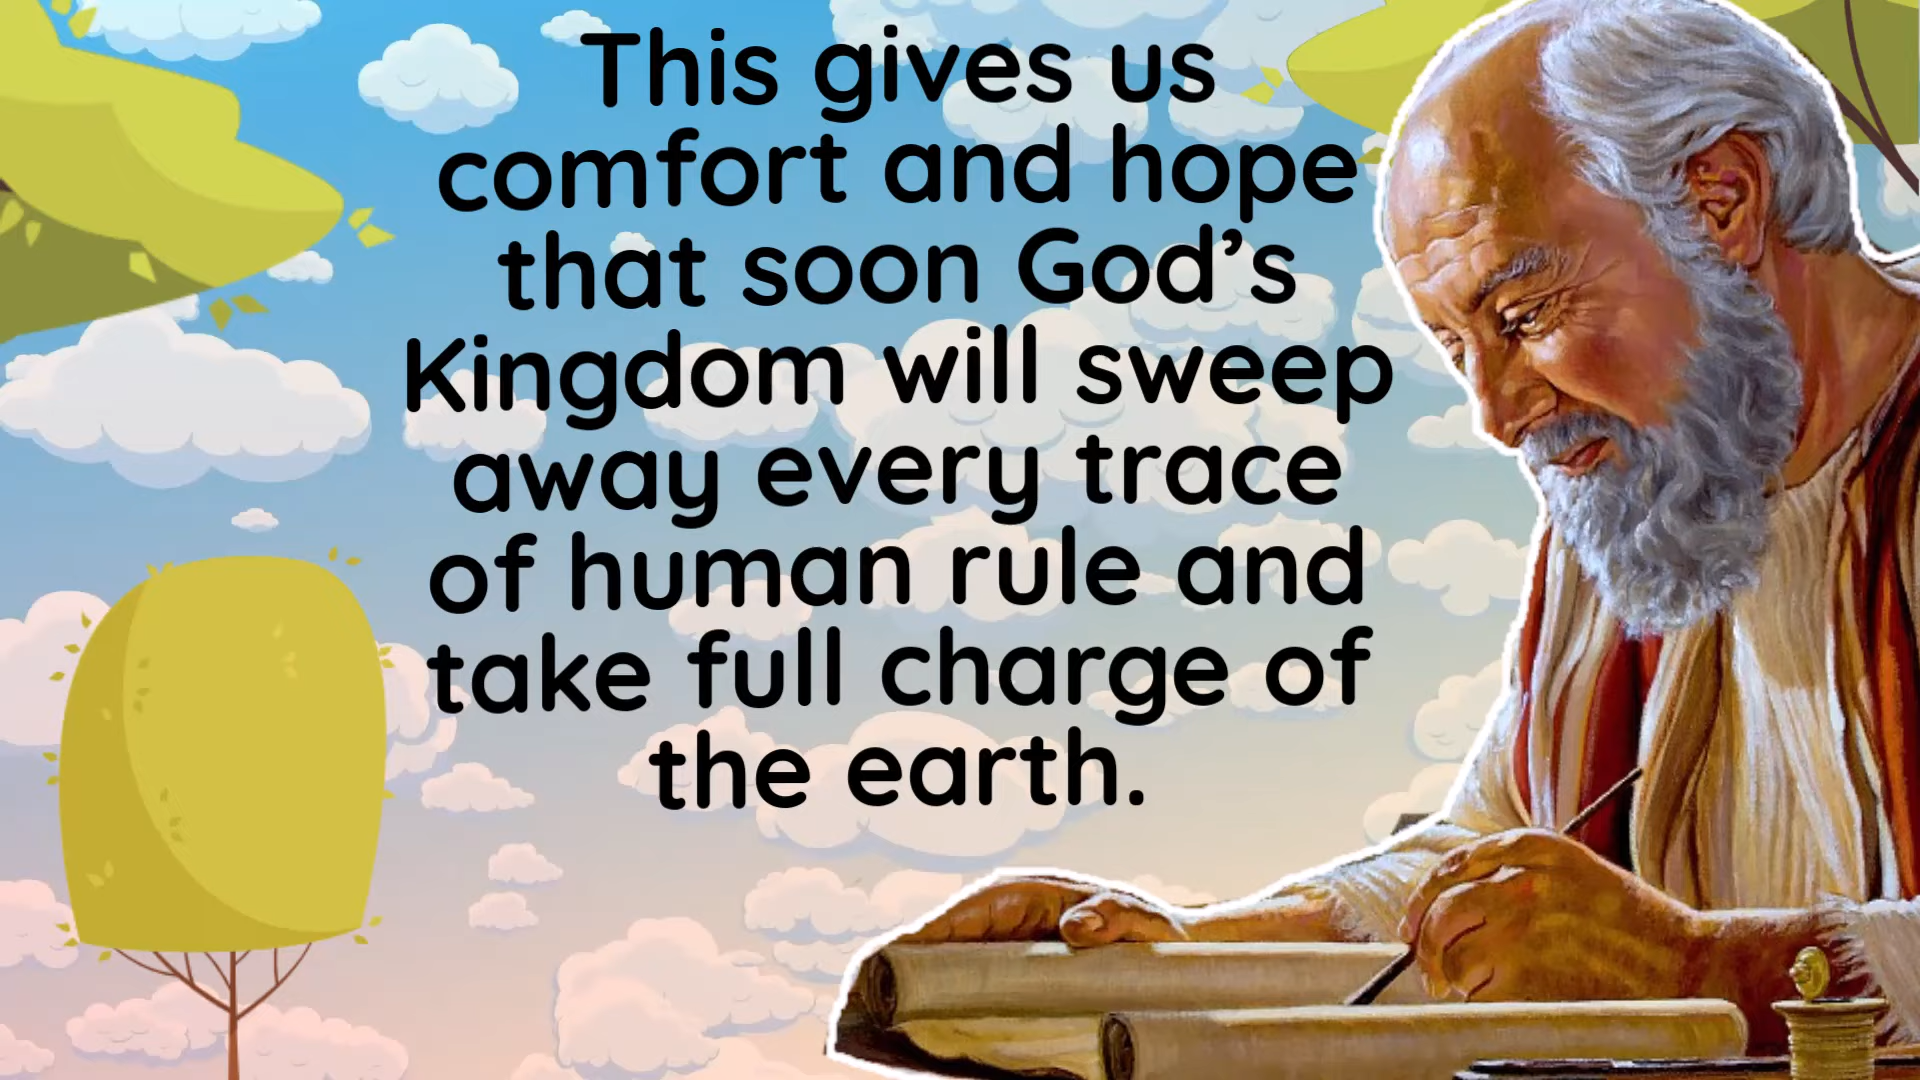 This gives us
comfort and hope
that soon God’s
Kingdom will sweep
away every trace
of human rule and
take full charge of
the earth.